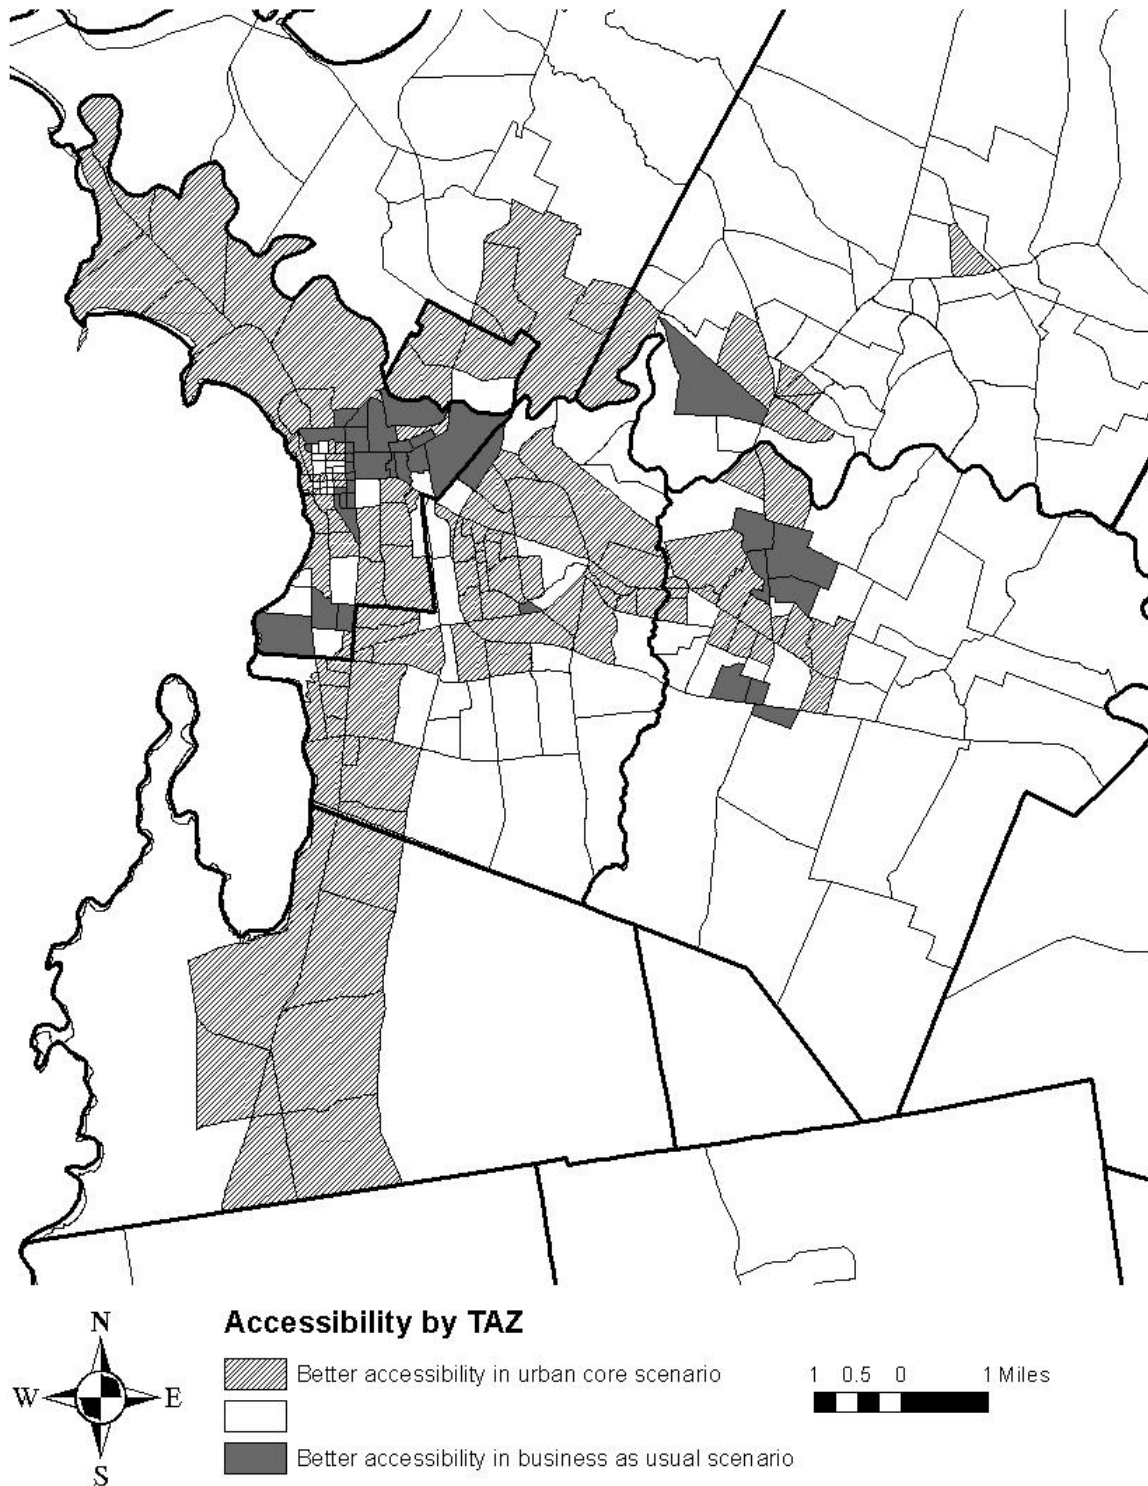 N
W E
S
Accessibility by TAZ
Better accessibility in urban core scenario
Better accessibility in business as usual scenario
1 0.5 0 1 Miles